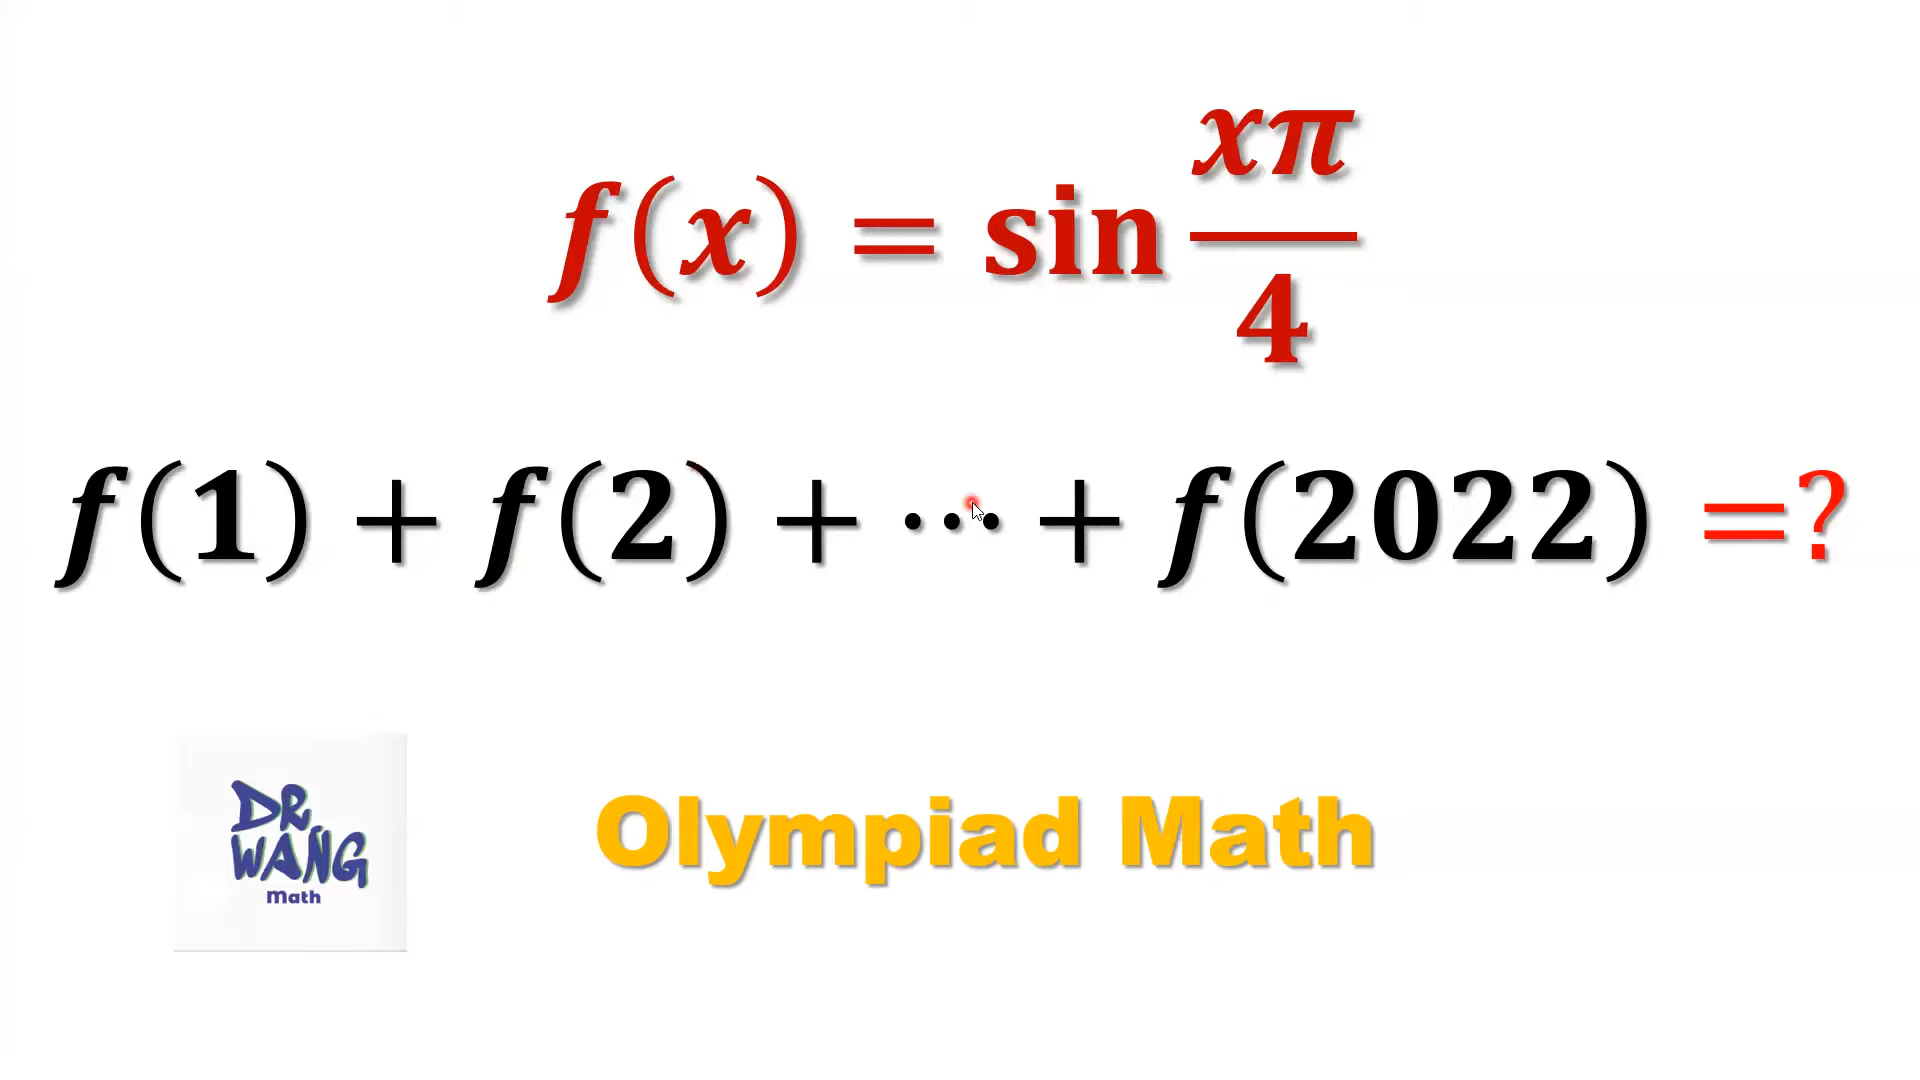 f(x) = sin xπ/4
f(1) + f(2) + ⋯ + f(2022) =?
DR
WANG
Math
Olympiad Math